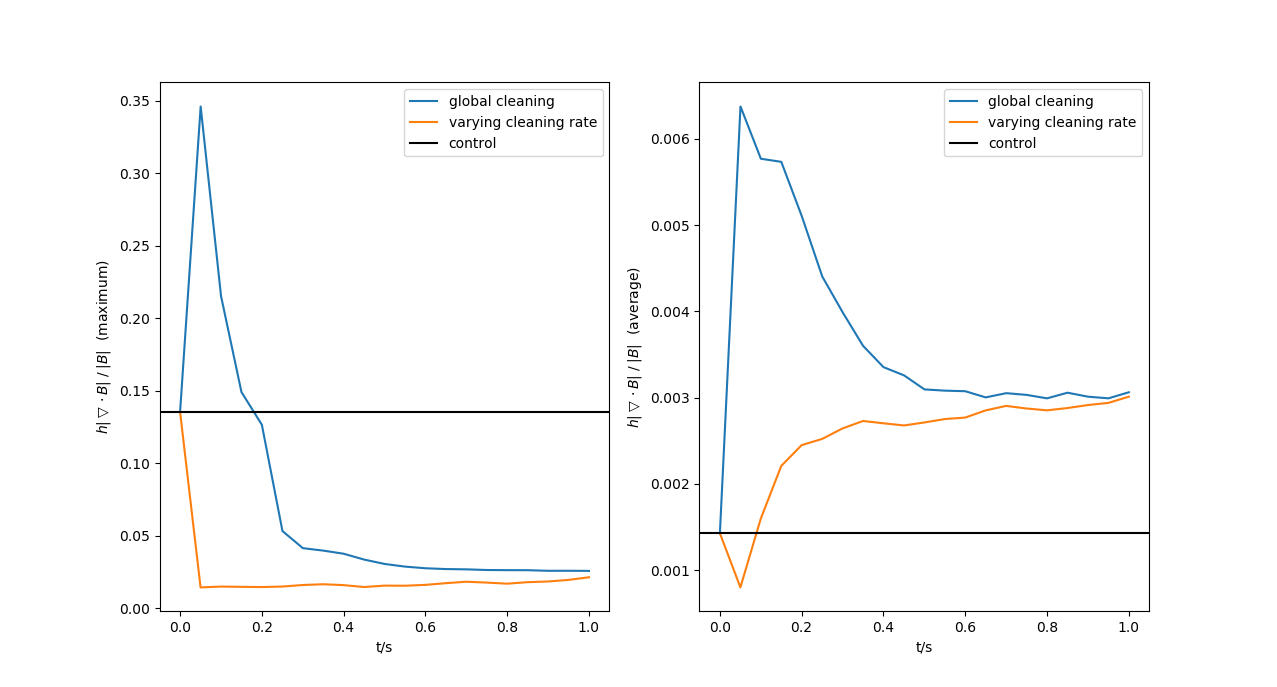 h|▽ · B| / |B| (maximum)
0.35
0.30
0.25
0.20
0.15
0.10
0.05
0.00
0.0 0.2 0.4 0.6 0.8 1.0
t/s
global cleaning
varying cleaning rate
control
h|▽ · B| / |B| (average)
0.006
0.005
0.004
0.003
0.002
0.001
0.0 0.2 0.4 0.6 0.8 1.0
t/s
global cleaning
varying cleaning rate
control